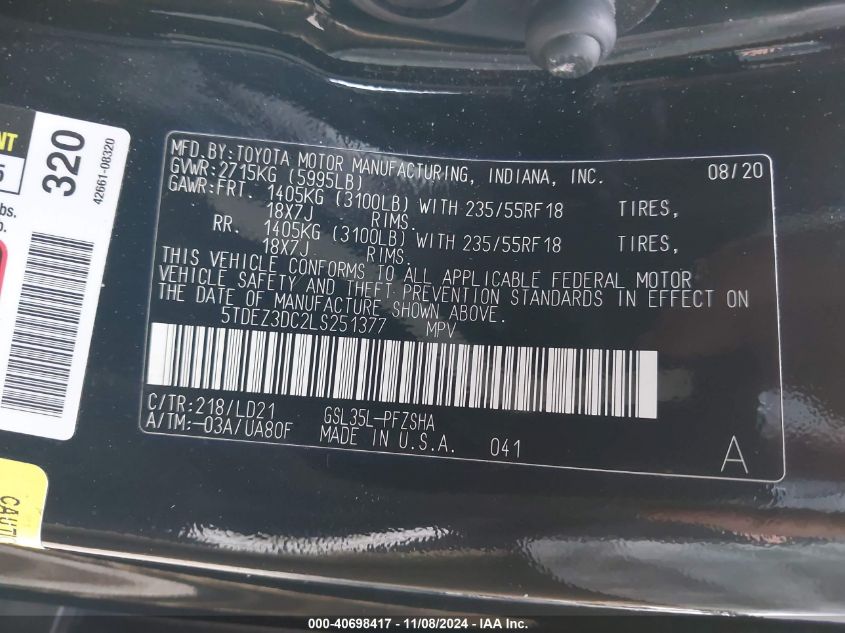 MFD.BY:TOYOTA MOTOR MANUFACTURING, INDIANA, INC. 08/20
GVWR:2715KG (5995LB)
GAWR:FRT. 1405KG (3100LB) WITH 235/55RF18 TIRES,
18X7J RIMS.
RR. 1405KG (3100LB) WITH 235/55RF18 TIRES,
18X7J RIMS.
THIS VEHICLE CONFORMS TO ALL APPLICABLE FEDERAL MOTOR
VEHICLE SAFETY AND THEFT PREVENTION STANDARDS IN EFFECT ON
THE DATE OF MANUFACTURE SHOWN ABOVE.
5TDEZ3DC2LS251377 MPV
C/TR:218/LD21 GSL35L-PFZSHA
A/TM:-03A/UA80F MADE IN U.S.A. 041 A
320
42661-08320
NT
5
bs.
CAUTI
000-40698417 - 11/08/2024 - IAA Inc.